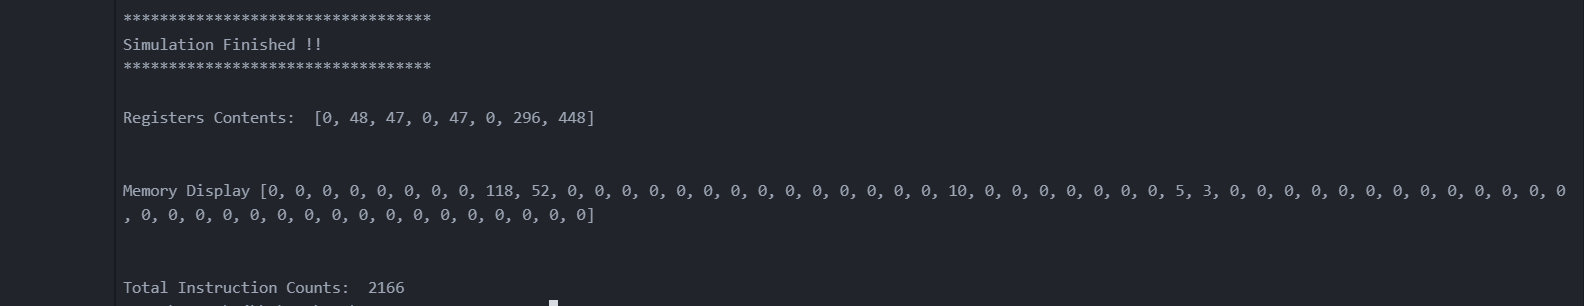 **********************************
Simulation Finished !!
**********************************
Registers Contents:  [0, 48, 47, 0, 47, 0, 296, 448]
Memory Display [0, 0, 0, 0, 0, 0, 0, 0, 118, 52, 0, 0, 0, 0, 0, 0, 0, 0, 0, 0, 0, 0, 0, 0, 10, 0, 0, 0, 0, 0, 0, 0, 5, 3, 0, 0, 0, 0, 0, 0, 0, 0, 0, 0, 0, 0, 0
, 0, 0, 0, 0, 0, 0, 0, 0, 0, 0, 0, 0, 0, 0, 0, 0, 0]
Total Instruction Counts:  2166